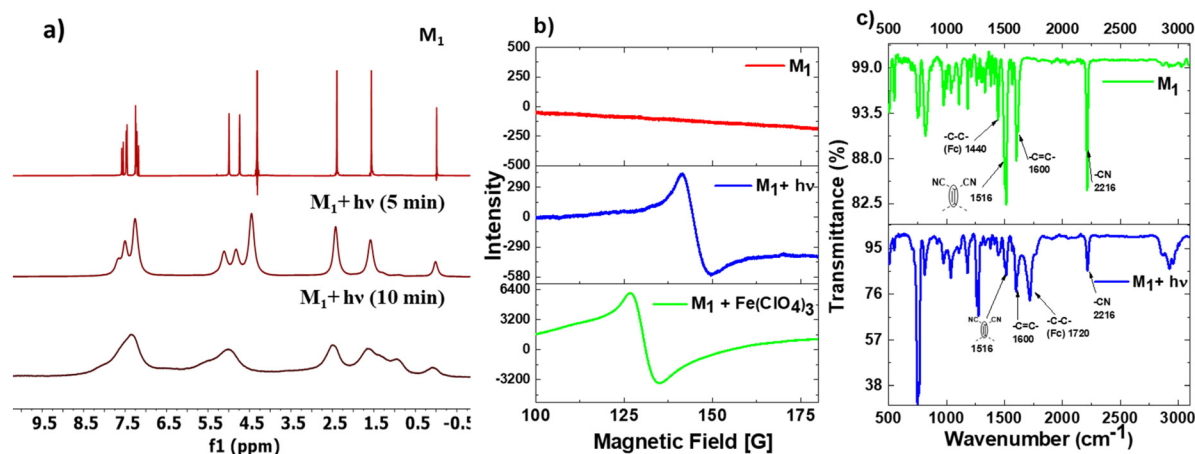 a)
M₁
M₁+ hν (5 min)
M₁+ hν (10 min)
9.5 8.5 7.5 6.5 5.5 4.5 3.5 2.5 1.5 0.5 -0.5
f1 (ppm)
b)
500
250
0
-250
-500
M₁
290
0
-290
-580
M₁+ hν
6400
3200
0
-3200
M₁ + Fe(ClO₄)₃
Intensity
100 125 150 175
Magnetic Field [G]
c)
500 1000 1500 2000 2500 3000
99.0
93.5
88.0
82.5
M₁
-C-C-
(Fc) 1440
NC CN
1516
-C=C-
1600
-CN
2216
95
76
57
38
M₁+ hν
NC CN
1516
-C=C-
1600
-C-C-
(Fc) 1720
-CN
2216
Transmittance (%)
500 1000 1500 2000 2500 3000
Wavenumber (cm⁻¹)